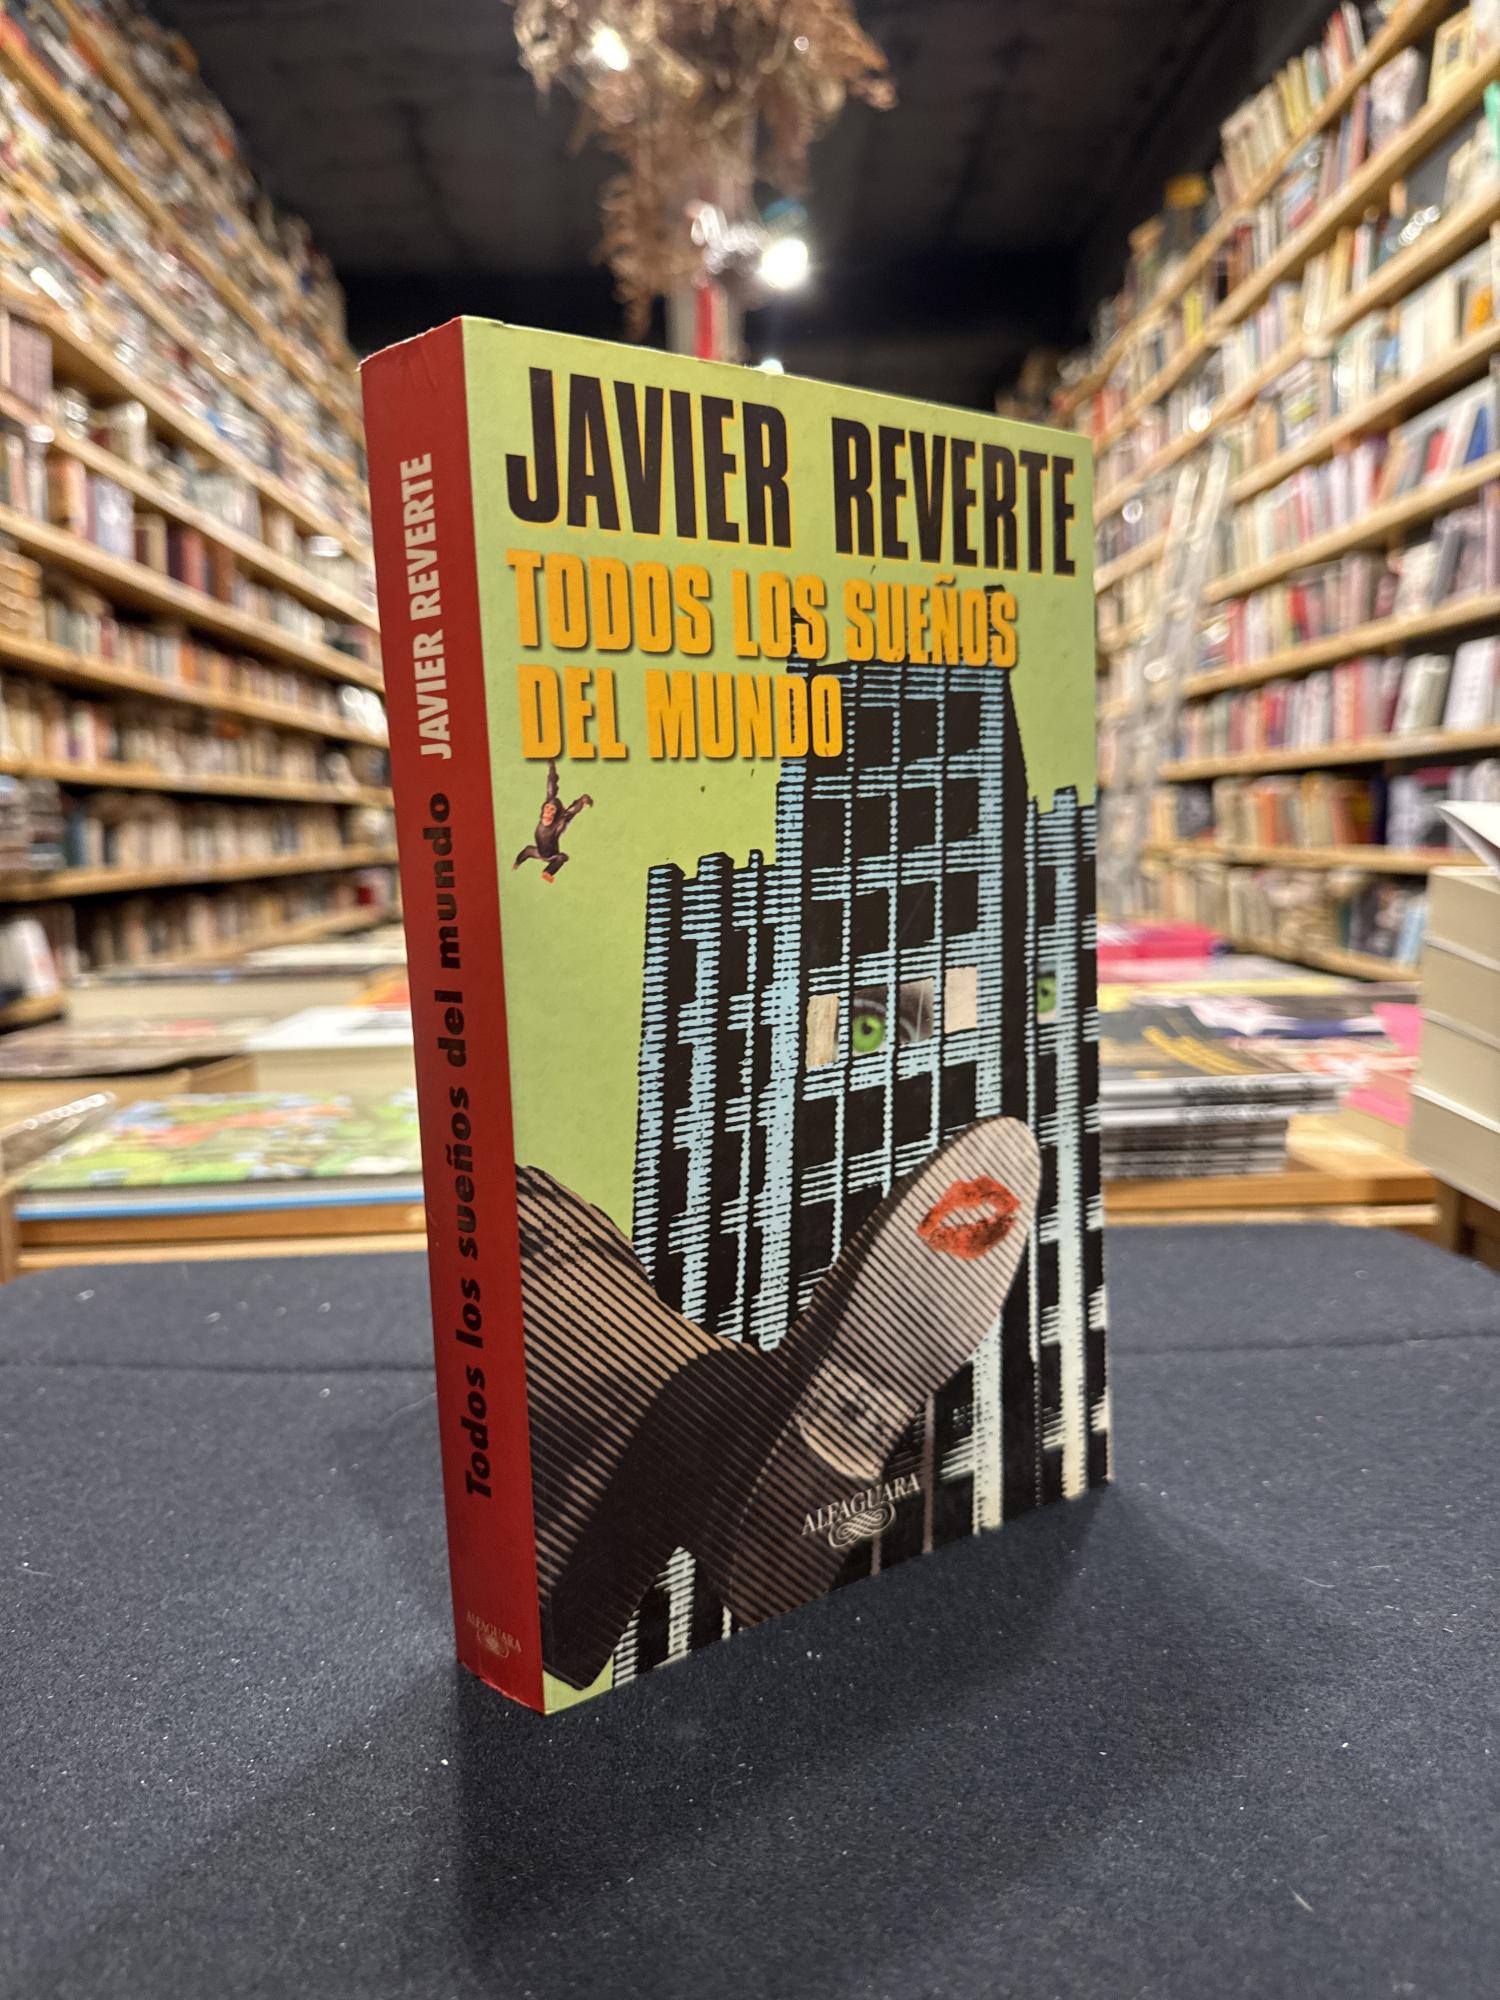 JAVIER REVERTE
TODOS LOS SUEÑOS
DEL MUNDO
ALFAGUARA
Todos los sueños del mundo JAVIER REVERTE
ALFAGUARA